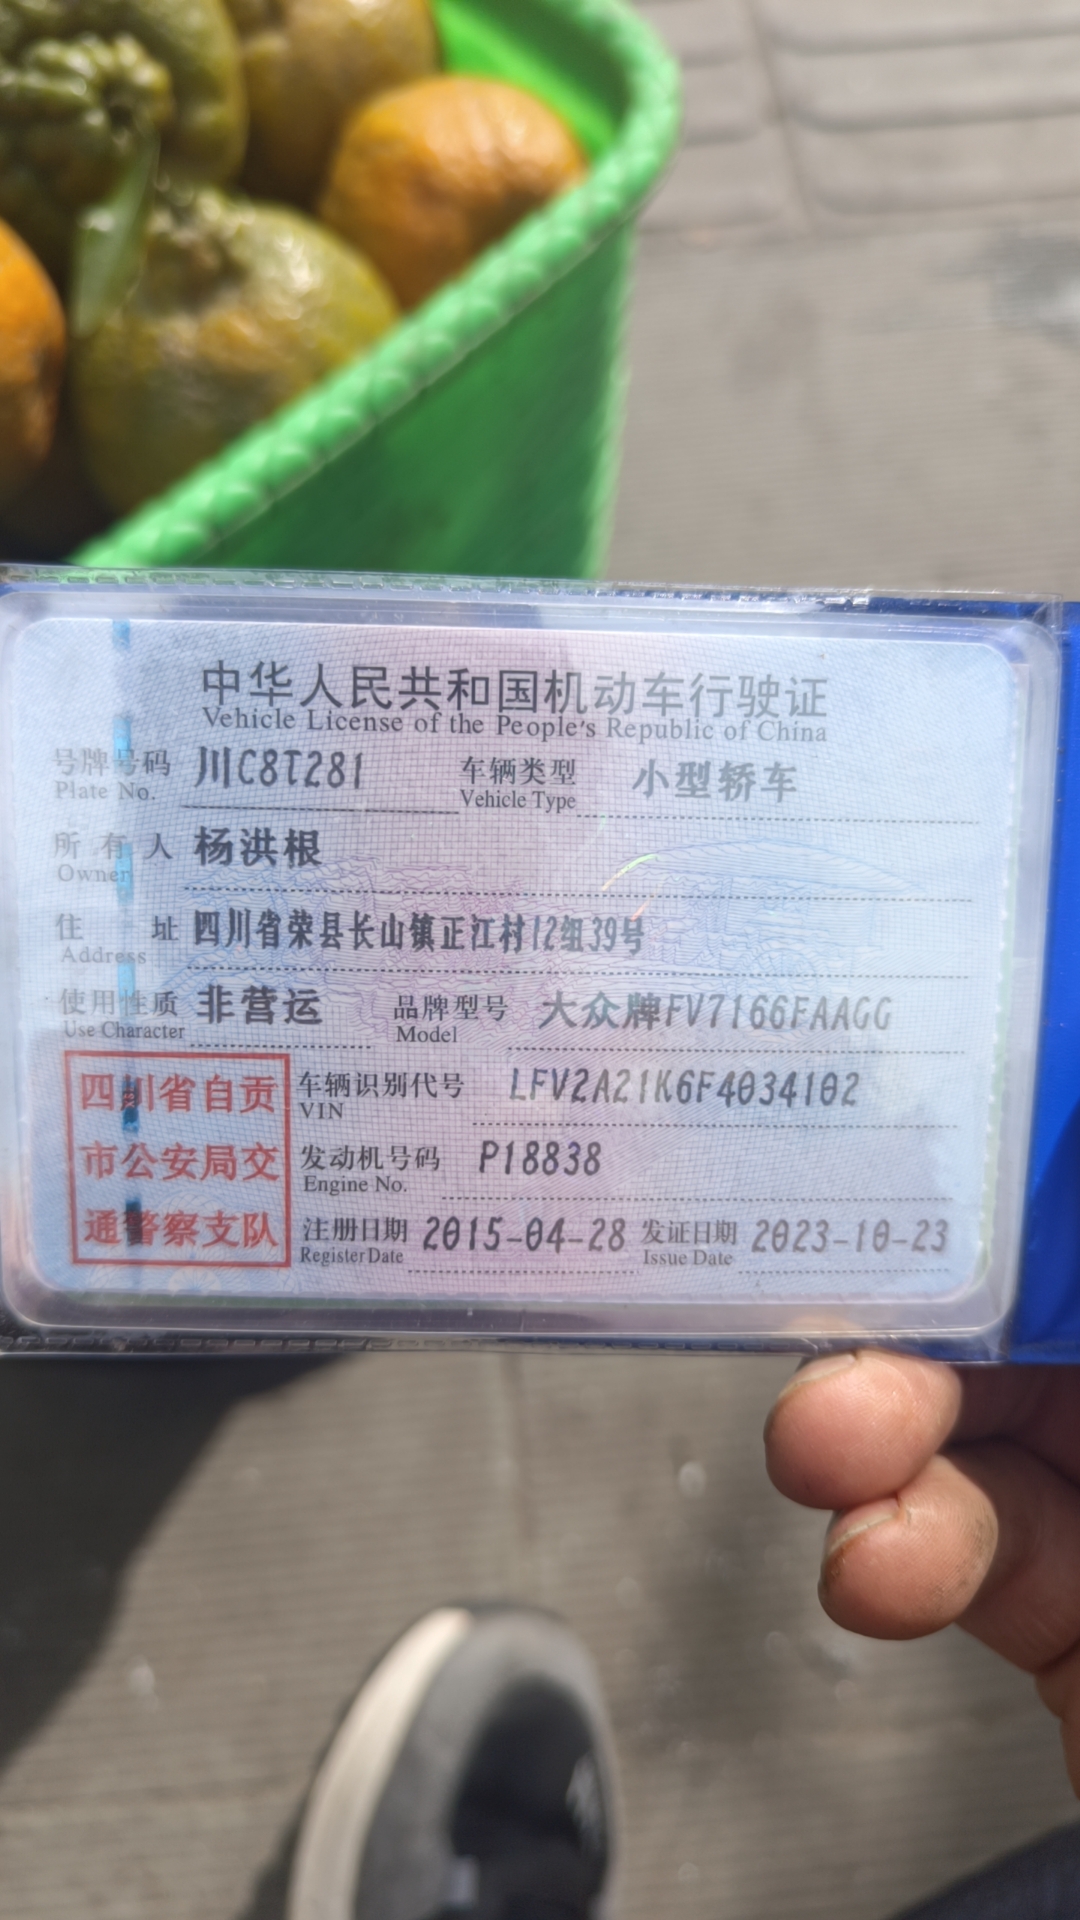 中华人民共和国机动车行驶证
Vehicle License of the People's Republic of China
号牌号码 川C8T281 车辆类型 小型轿车
Plate No. Vehicle Type
所有人 杨洪根
Owner
住址 四川省荣县长山镇正江村12组39号
Address
使用性质 非营运 品牌型号 大众牌FV7166FAAGG
Use Character Model
四川省自贡
市公安局交
通警察支队
车辆识别代号 LFV2A21K6F4034102
VIN
发动机号码 P18838
Engine No.
注册日期 2015-04-28 发证日期 2023-10-23
Register Date Issue Date